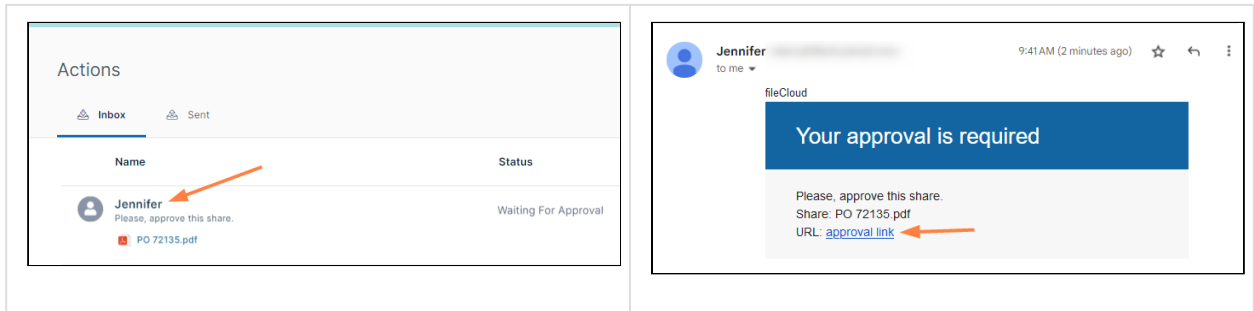 Actions
Inbox Sent
Name Status
Jennifer
Please, approve this share.
Waiting For Approval
PO 72135.pdf
Jennifer
9:41 AM (2 minutes ago)
to me
fileCloud
Your approval is required
Please, approve this share.
Share: PO 72135.pdf
URL: approval link